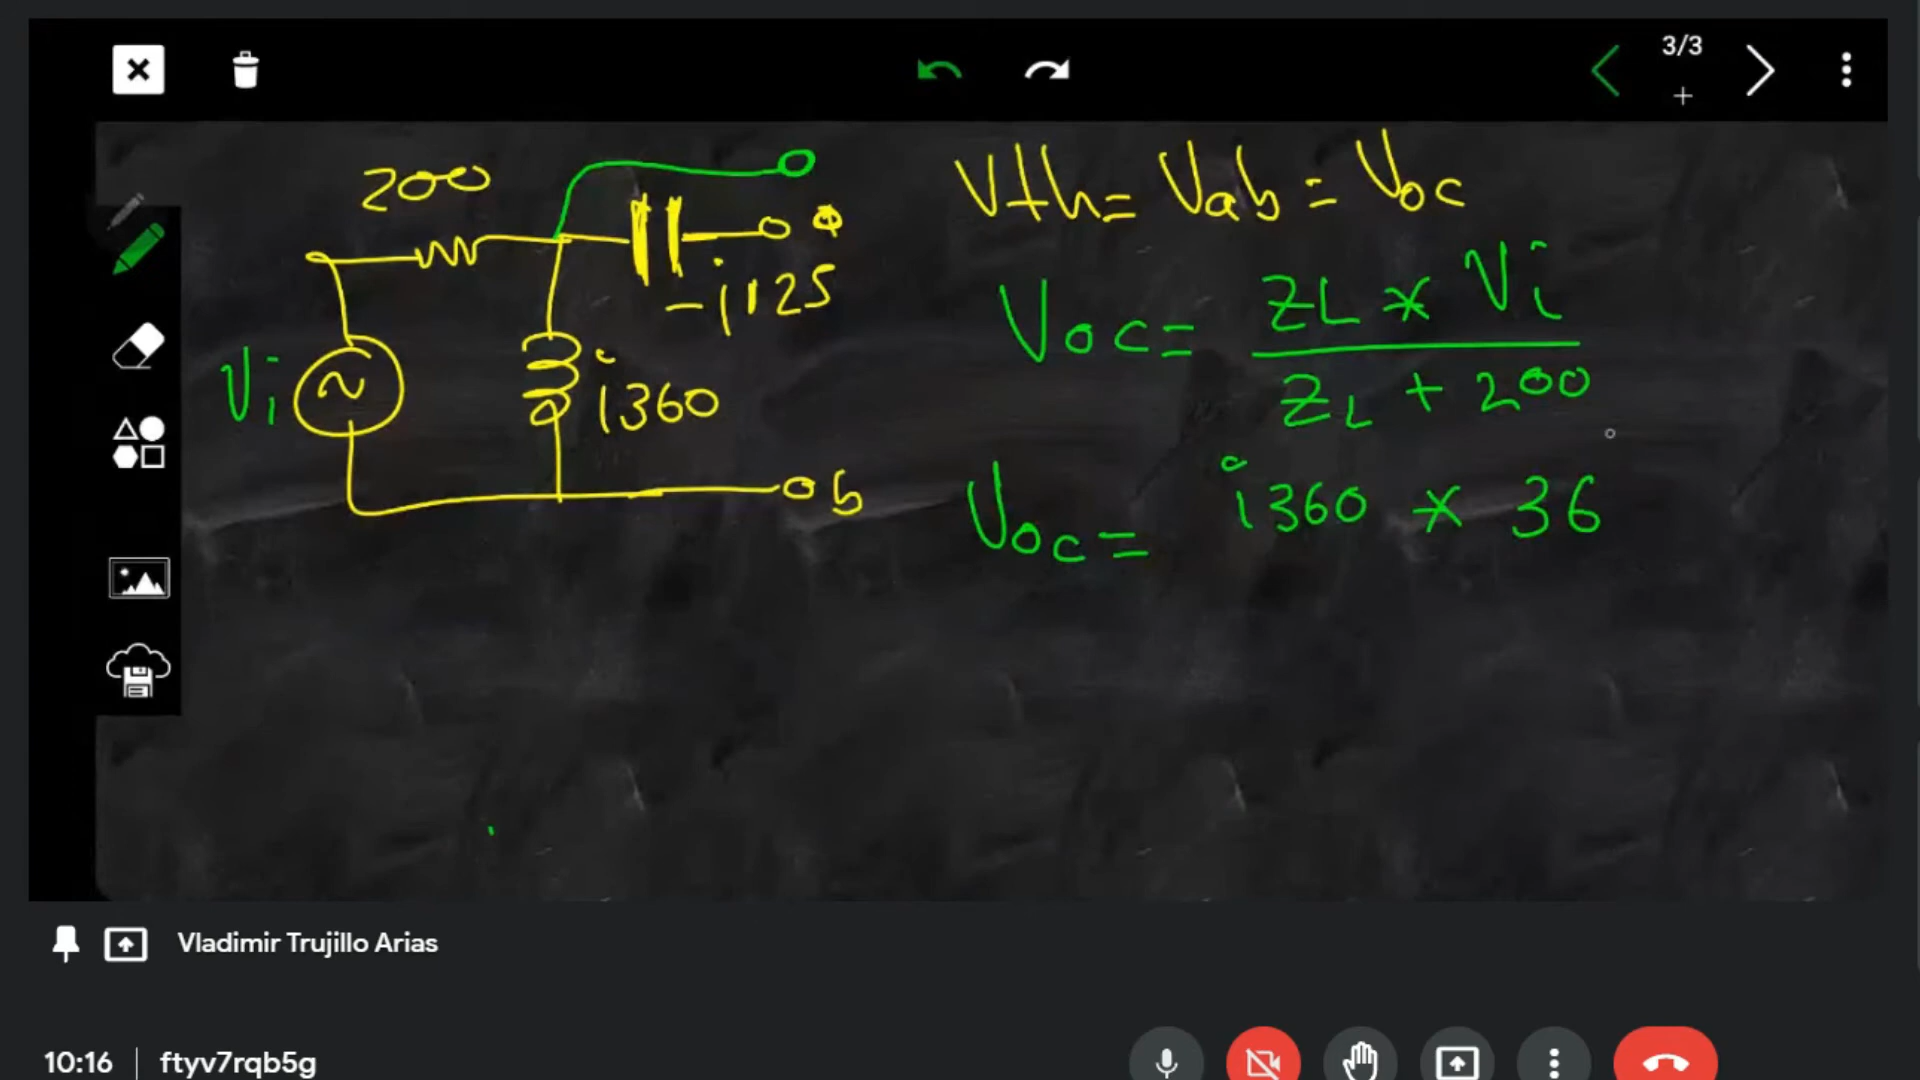 3/3
+
200
Vth= Vab = Voc
a
-j125
Voc= ZL * Vi
ZL + 200
Vi
j360
b
Voc= j360 * 36
Vladimir Trujillo Arias
10:16 | ftyv7rqb5g